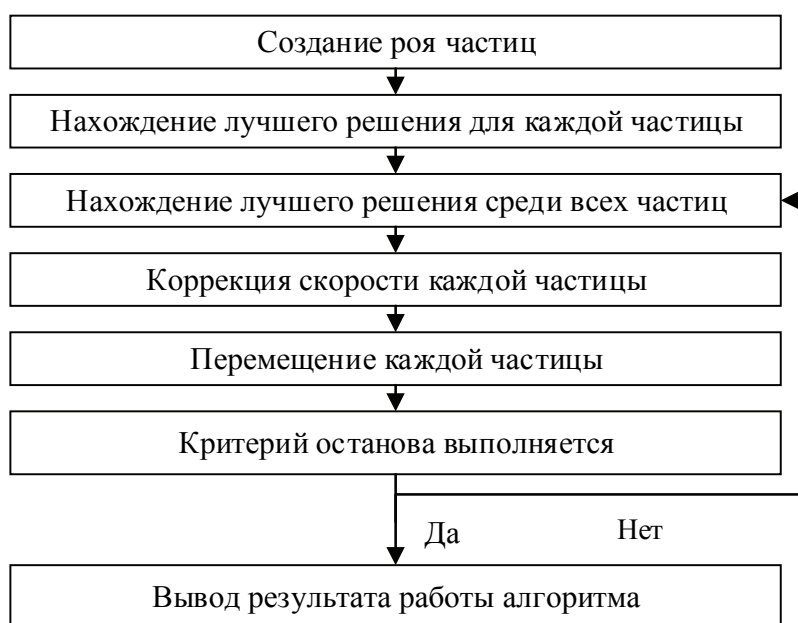 Создание роя частиц
Нахождение лучшего решения для каждой частицы
Нахождение лучшего решения среди всех частиц
Коррекция скорости каждой частицы
Перемещение каждой частицы
Критерий останова выполняется
Да
Нет
Вывод результата работы алгоритма